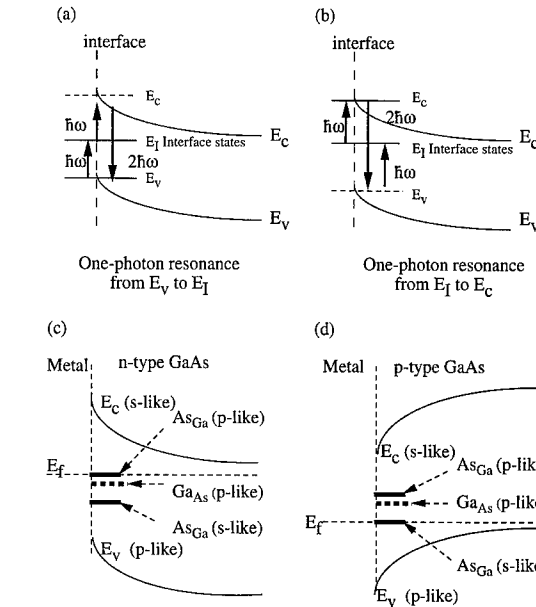 (a)
interface
E_c
ħω
E_I Interface states
E_c
ħω
2ħω
E_v
E_v
One-photon resonance
from E_v to E_I
(b)
interface
E_c
2ħω
ħω
E_I Interface states
E_c
ħω
E_v
E_v
One-photon resonance
from E_I to E_c
(c)
Metal n-type GaAs
E_c (s-like)
As_Ga (p-like)
E_f
Ga_As (p-like)
As_Ga (s-like)
E_v (p-like)
(d)
Metal p-type GaAs
E_c (s-like)
As_Ga (p-like
Ga_As (p-like
E_f
As_Ga (s-like
E_v (p-like)